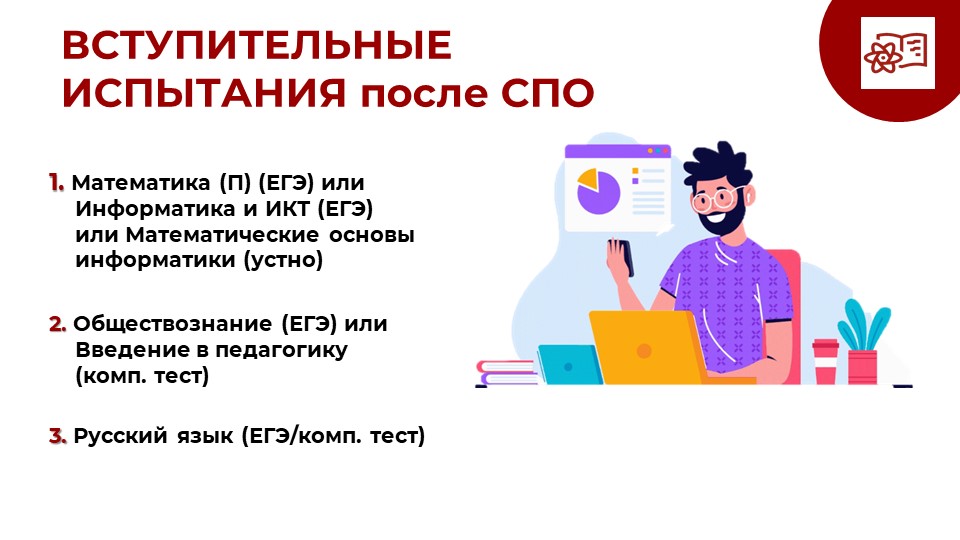 ВСТУПИТЕЛЬНЫЕ
ИСПЫТАНИЯ после СПО
1. Математика (П) (ЕГЭ) или
Информатика и ИКТ (ЕГЭ)
или Математические основы
информатики (устно)
2. Обществознание (ЕГЭ) или
Введение в педагогику
(комп. тест)
3. Русский язык (ЕГЭ/комп. тест)